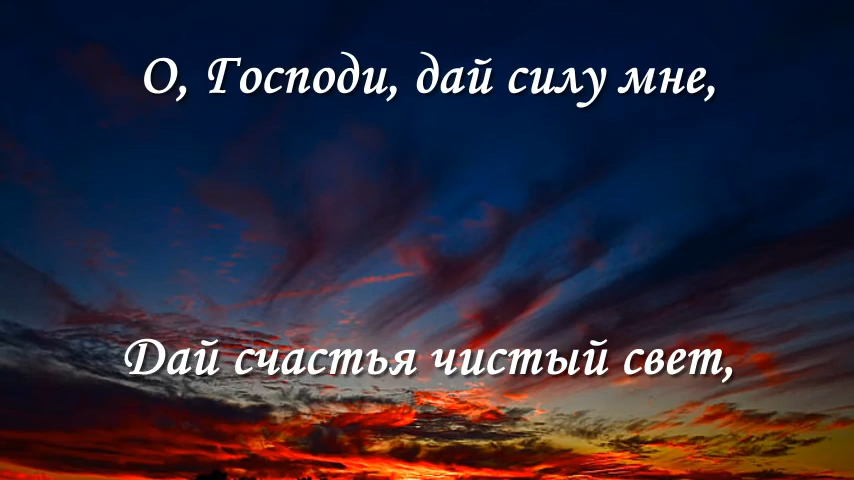 О, Господи, дай силу мне,
Дай счастья чистый свет,